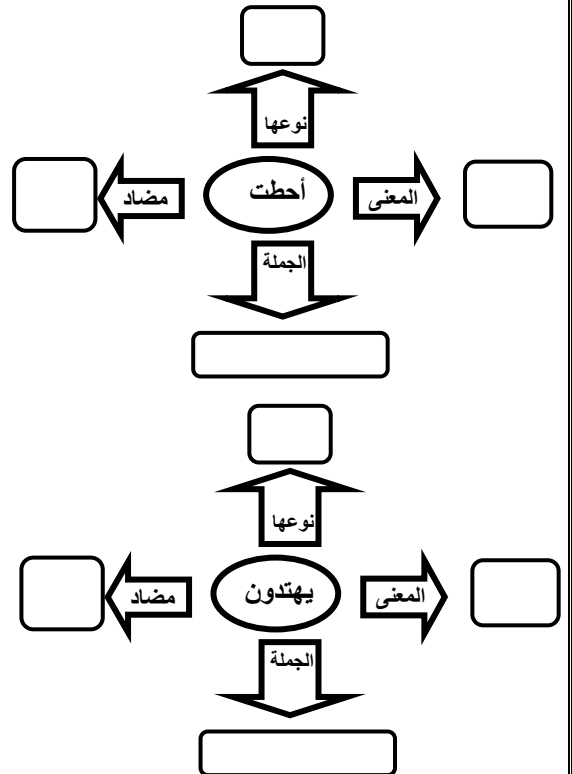 نوعها
المعنى
أحطت
مضاد
الجملة
نوعها
المعنى
يهتدون
مضاد
الجملة